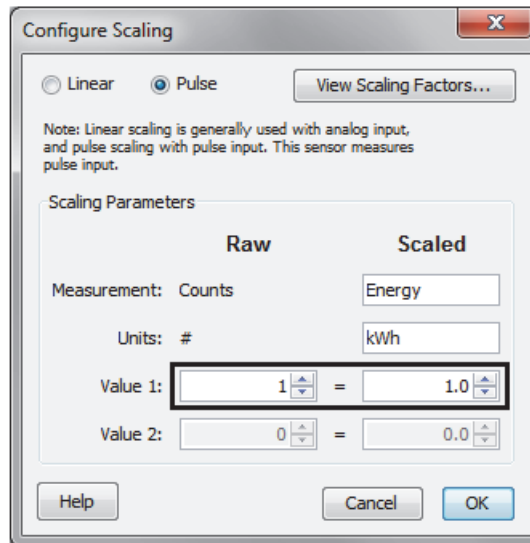 Configure Scaling
Linear Pulse View Scaling Factors...
Note: Linear scaling is generally used with analog input,
and pulse scaling with pulse input. This sensor measures
pulse input.
Scaling Parameters
Raw Scaled
Measurement: Counts Energy
Units: # kWh
Value 1: 1 = 1.0
Value 2: 0 = 0.0
Help Cancel OK